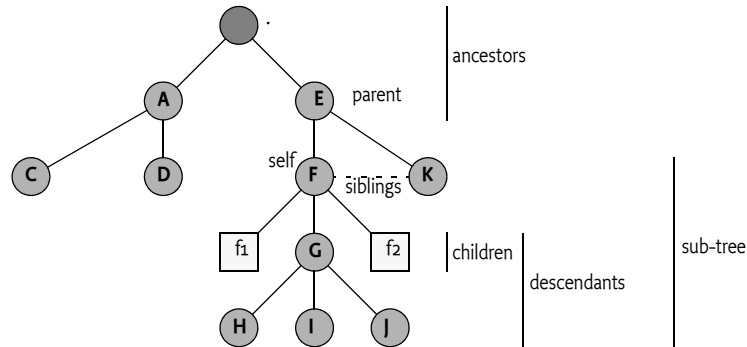 .
ancestors
A
E
parent
self
C
D
F
siblings
K
f1
G
f2
children
sub-tree
descendants
H
I
J